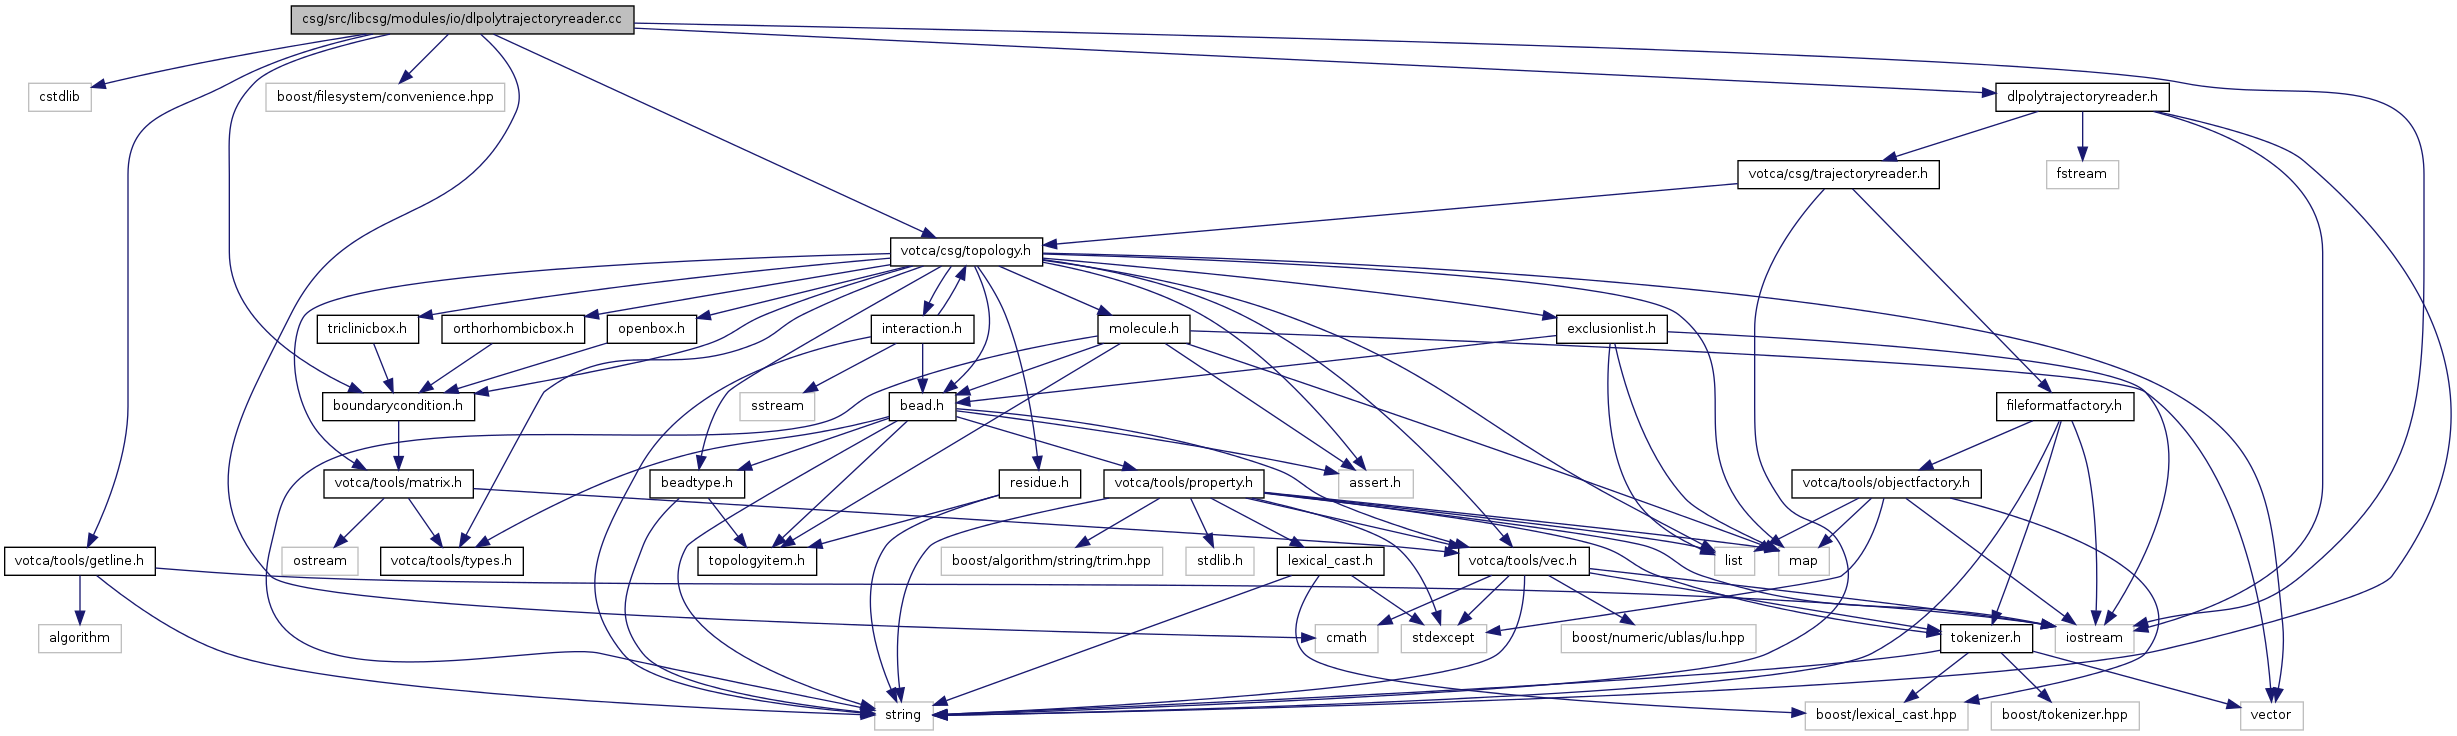 csg/src/libcsg/modules/io/dlpolytrajectoryreader.cc
cstdlib
boost/filesystem/convenience.hpp
dlpolytrajectoryreader.h
votca/csg/trajectoryreader.h
fstream
votca/csg/topology.h
triclinicbox.h
orthorhombicbox.h
openbox.h
interaction.h
molecule.h
exclusionlist.h
boundarycondition.h
sstream
bead.h
fileformatfactory.h
votca/tools/matrix.h
beadtype.h
residue.h
votca/tools/property.h
assert.h
votca/tools/objectfactory.h
votca/tools/getline.h
ostream
votca/tools/types.h
topologyitem.h
boost/algorithm/string/trim.hpp
stdlib.h
lexical_cast.h
votca/tools/vec.h
list
map
algorithm
cmath
stdexcept
boost/numeric/ublas/lu.hpp
tokenizer.h
iostream
string
boost/lexical_cast.hpp
boost/tokenizer.hpp
vector